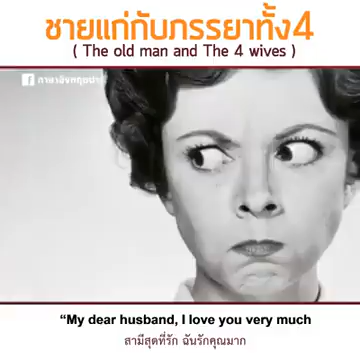 ชายแก่กับภรรยาทั้ง4
( The old man and The 4 wives )
“My dear husband, I love you very much
สามีสุดที่รัก ฉันรักคุณมาก